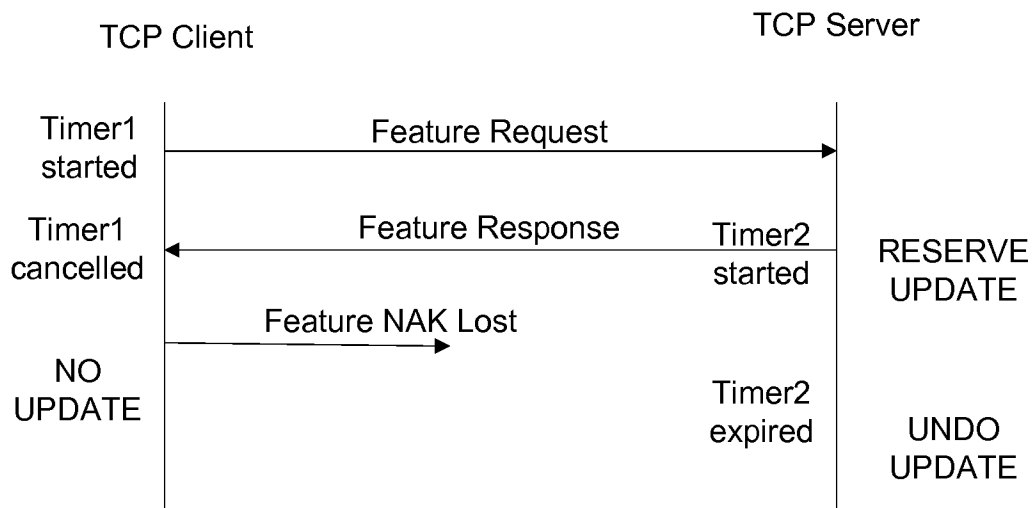 TCP Client
TCP Server
Timer1
started
Feature Request
Timer1
cancelled
Feature Response
Timer2
started
RESERVE
UPDATE
Feature NAK Lost
NO
UPDATE
Timer2
expired
UNDO
UPDATE